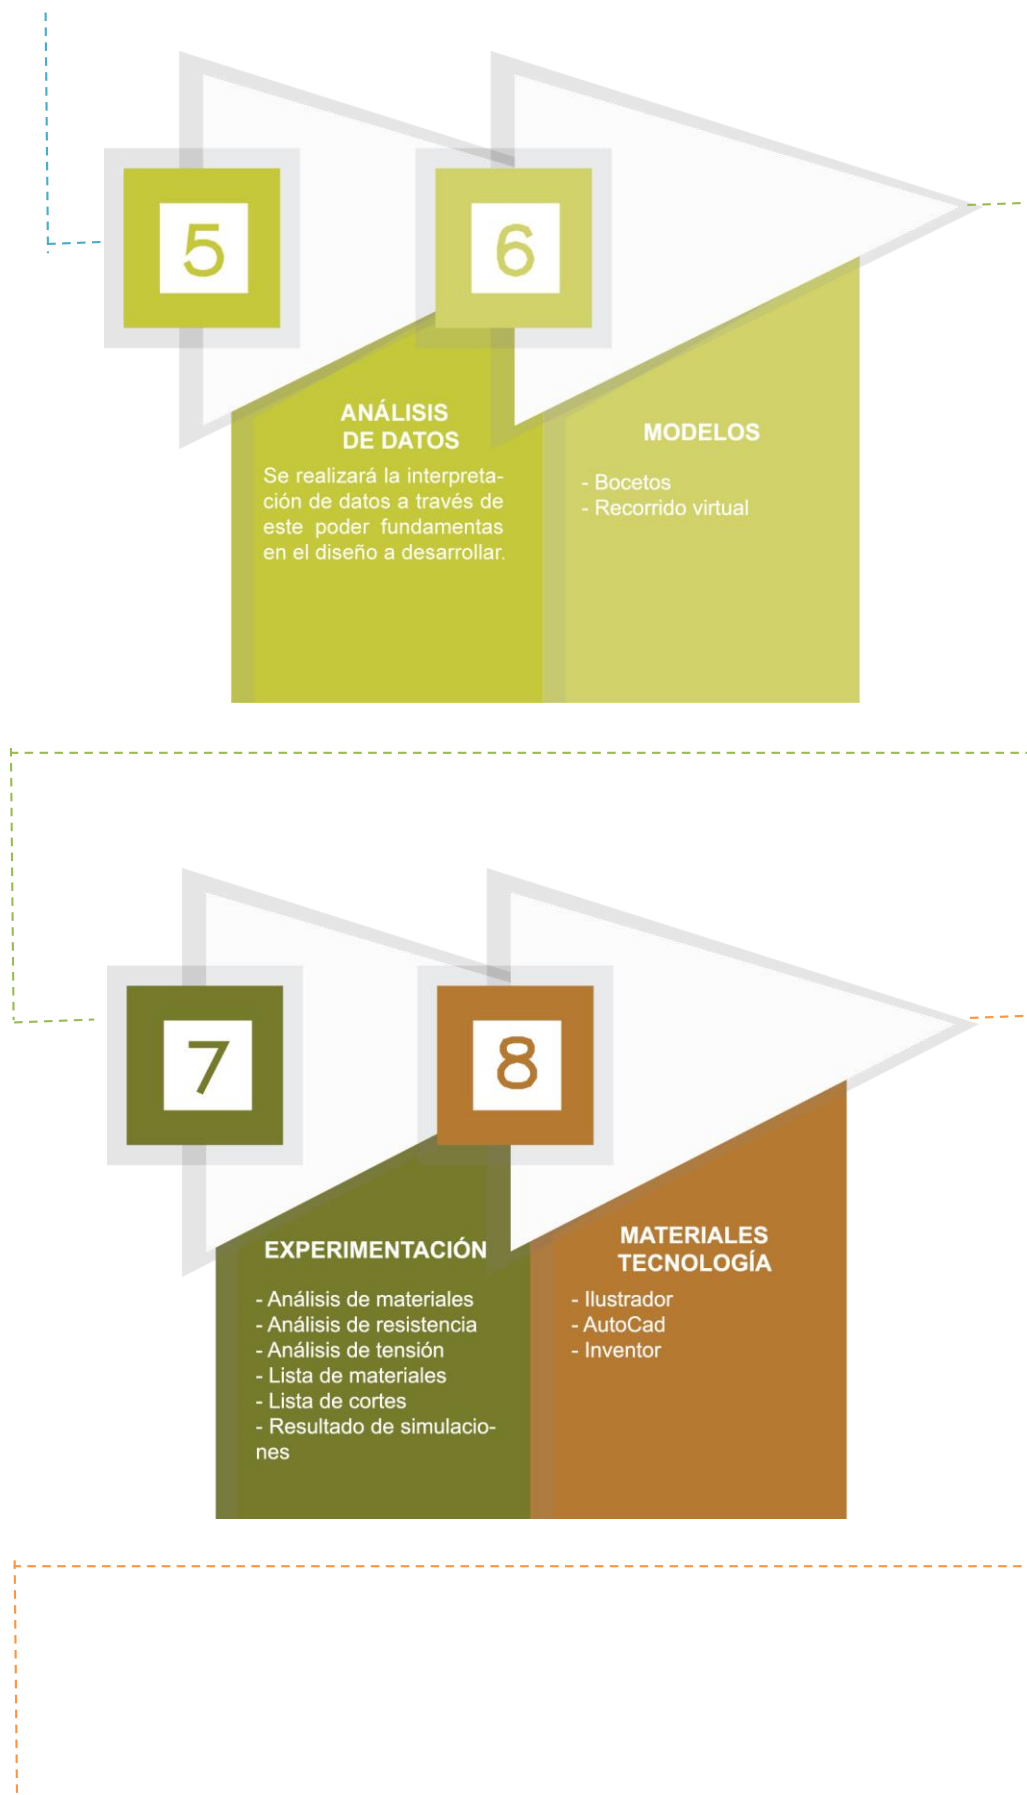 5
ANÁLISIS
DE DATOS
Se realizará la interpreta-
ción de datos a través de
este poder fundamentas
en el diseño a desarrollar.
6
MODELOS
- Bocetos
- Recorrido virtual
7
EXPERIMENTACIÓN
- Análisis de materiales
- Análisis de resistencia
- Análisis de tensión
- Lista de materiales
- Lista de cortes
- Resultado de simulacio-
nes
8
MATERIALES
TECNOLOGÍA
- Ilustrador
- AutoCad
- Inventor